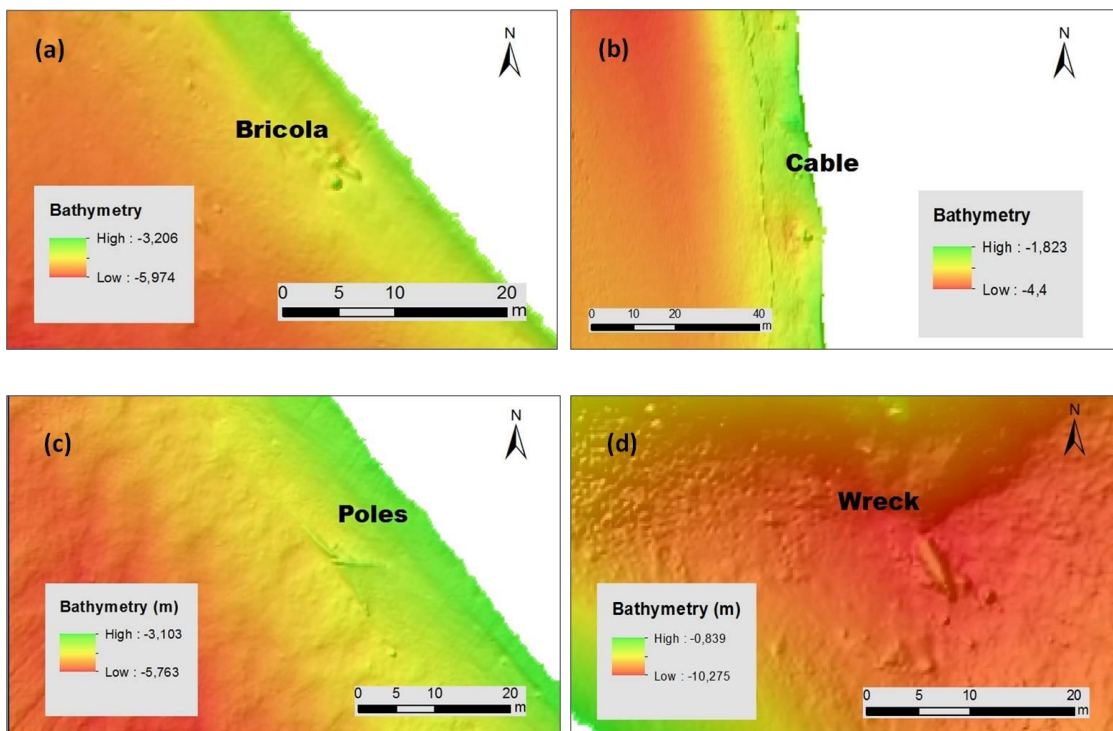 (a)
N
Bricola
Bathymetry
High : -3,206
Low : -5,974
0 5 10 20
m
(b)
N
Cable
Bathymetry
High : -1,823
Low : -4,4
0 10 20 40
m
(c)
N
Poles
Bathymetry (m)
High : -3,103
Low : -5,763
0 5 10 20
m
(d)
N
Wreck
Bathymetry (m)
High : -0,839
Low : -10,275
0 5 10 20
m